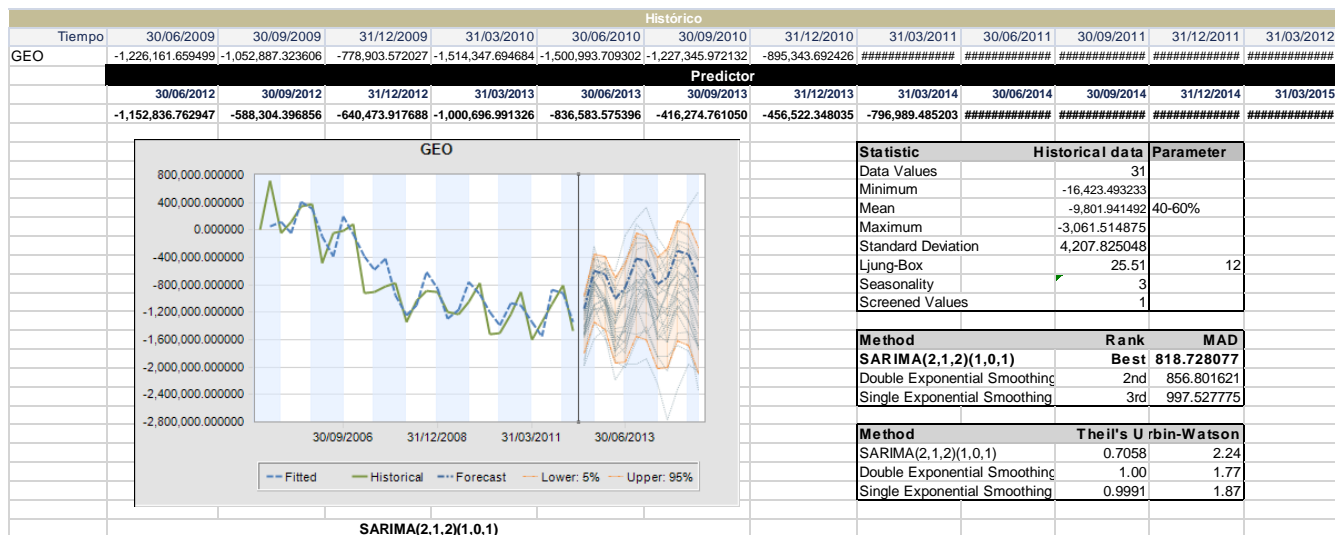 Histórico
Tiempo 30/06/2009 30/09/2009 31/12/2009 31/03/2010 30/06/2010 30/09/2010 31/12/2010 31/03/2011 30/06/2011 30/09/2011 31/12/2011 31/03/2012
GEO -1,226,161.659499 -1,052,887.323606 -778,903.572027 -1,514,347.694684 -1,500,993.709302 -1,227,345.972132 -895,343.692426 ############## ############# ############# ############# #############
Predictor
30/06/2012 30/09/2012 31/12/2012 31/03/2013 30/06/2013 30/09/2013 31/12/2013 31/03/2014 30/06/2014 30/09/2014 31/12/2014 31/03/2015
-1,152,836.762947 -588,304.396856 -640,473.917688 -1,000,696.991326 -836,583.575396 -416,274.761050 -456,522.348035 -796,989.485203 ############# ############# ############# #############
GEO
800,000.000000
400,000.000000
0.000000
-400,000.000000
-800,000.000000
-1,200,000.000000
-1,600,000.000000
-2,000,000.000000
-2,400,000.000000
-2,800,000.000000
30/09/2006 31/12/2008 31/03/2011 30/06/2013
Fitted Historical Forecast Lower: 5% Upper: 95%
Statistic Historical data Parameter
Data Values 31
Minimum -16,423.493233
Mean -9,801.941492 40-60%
Maximum -3,061.514875
Standard Deviation 4,207.825048
Ljung-Box 25.51 12
Seasonality 3
Screened Values 1
Method Rank MAD
SARIMA(2,1,2)(1,0,1) Best 818.728077
Double Exponential Smoothing 2nd 856.801621
Single Exponential Smoothing 3rd 997.527775
Method Theil's U rbin-Watson
SARIMA(2,1,2)(1,0,1) 0.7058 2.24
Double Exponential Smoothing 1.00 1.77
Single Exponential Smoothing 0.9991 1.87
SARIMA(2,1,2)(1,0,1)